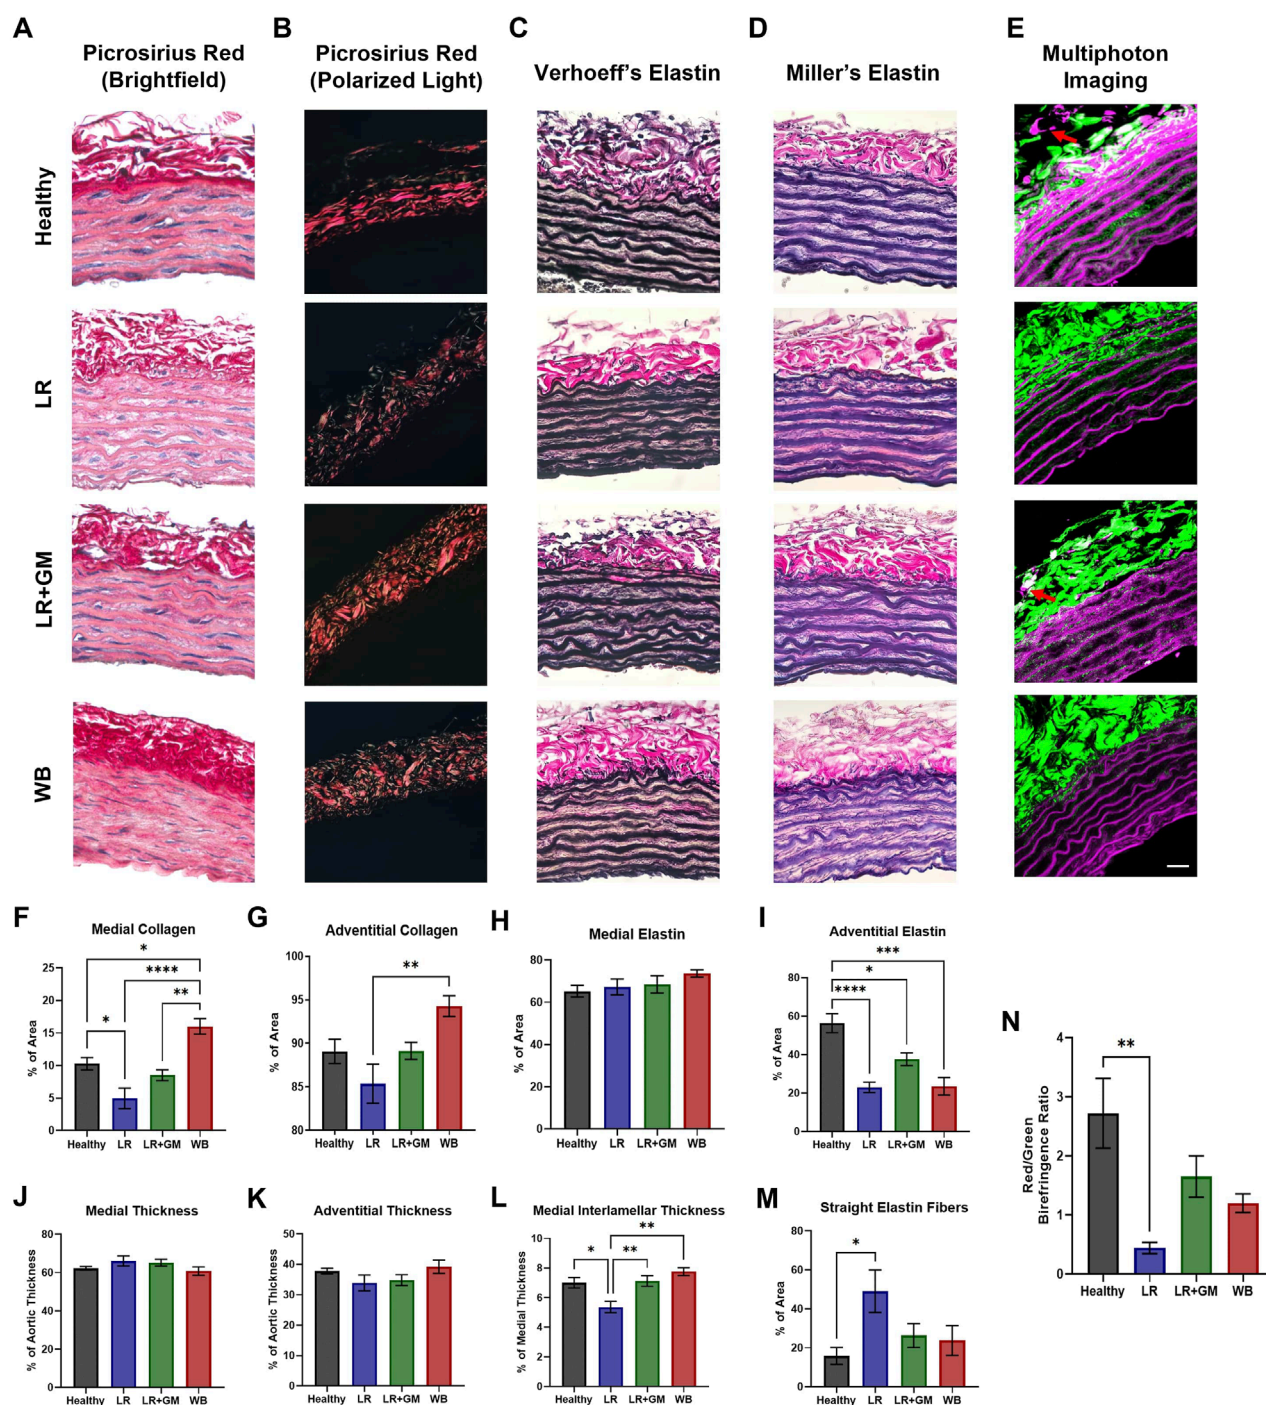 A
B
C
D
E
Picrosirius Red
(Brightfield)
Picrosirius Red
(Polarized Light)
Verhoeff's Elastin
Miller's Elastin
Multiphoton
Imaging
Healthy
LR
LR+GM
WB
F
Medial Collagen
*
****
**
*
% of Area
25
20
15
10
5
0
Healthy LR LR+GM WB
G
Adventitial Collagen
**
% of Area
100
95
90
85
80
Healthy LR LR+GM WB
H
Medial Elastin
% of Area
80
60
40
20
0
Healthy LR LR+GM WB
I
Adventitial Elastin
***
*
****
% of Area
80
60
40
20
0
Healthy LR LR+GM WB
J
Medial Thickness
% of Aortic Thickness
80
60
40
20
0
Healthy LR LR+GM WB
K
Adventitial Thickness
% of Aortic Thickness
50
40
30
20
10
0
Healthy LR LR+GM WB
L
Medial Interlamellar Thickness
**
* **
% of Medial Thickness
10
8
6
4
2
0
Healthy LR LR+GM WB
M
Straight Elastin Fibers
*
% of Area
80
60
40
20
0
Healthy LR LR+GM WB
N
**
Red/Green
Birefringence Ratio
4
3
2
1
0
Healthy LR LR+GM WB